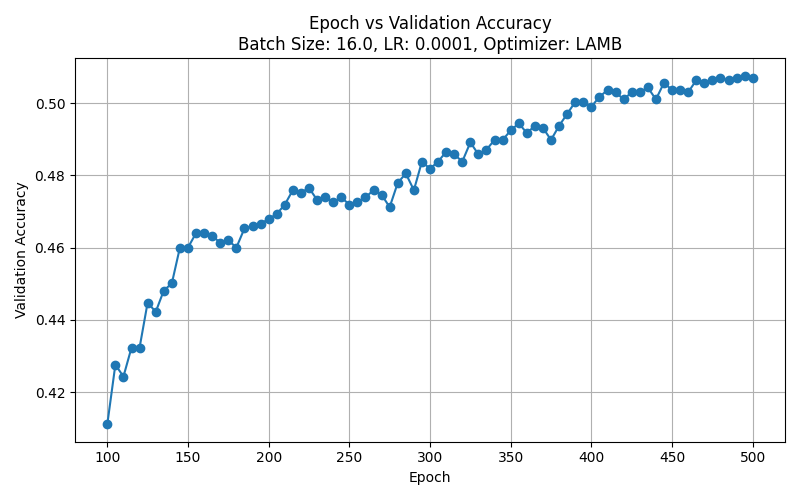 Epoch vs Validation Accuracy
Batch Size: 16.0, LR: 0.0001, Optimizer: LAMB
Validation Accuracy
0.50
0.48
0.46
0.44
0.42
100 150 200 250 300 350 400 450 500
Epoch